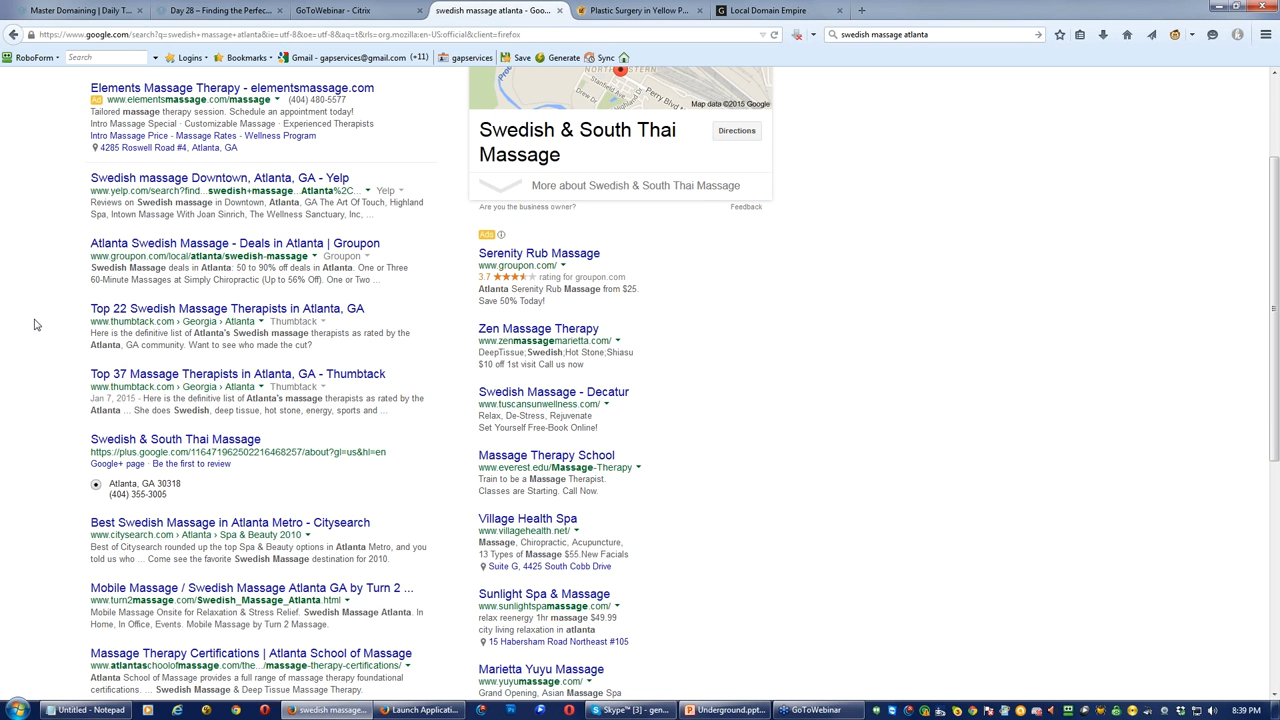 Master Domaining | Daily T...
Day 28 – Finding the Perfec...
GoToWebinar - Citrix
swedish massage atlanta - Goo...
Plastic Surgery in Yellow P...
Local Domain Empire
https://www.google.com/search?q=swedish+massage+atlanta&ie=utf-8&oe=utf-8&aq=t&rls=org.mozilla:en-US:official&client=firefox
swedish massage atlanta
RoboForm
Search
Logins
Bookmarks
Gmail - gapservices@gmail.com (+11)
gapservices
Save
Generate
Sync
Elements Massage Therapy - elementsmassage.com
Ad www.elementsmassage.com/massage (404) 480-5577
Tailored massage therapy session. Schedule an appointment today!
Intro Massage Special · Customizable Massage · Experienced Therapists
Intro Massage Price - Massage Rates - Wellness Program
4285 Roswell Road #4, Atlanta, GA
Swedish massage Downtown, Atlanta, GA - Yelp
www.yelp.com/search?find...swedish+massage...Atlanta%2C... Yelp
Reviews on Swedish massage in Downtown, Atlanta, GA The Art Of Touch, Highland
Spa, Intown Massage With Joan Sinrich, The Wellness Sanctuary, Inc, ...
Atlanta Swedish Massage - Deals in Atlanta | Groupon
www.groupon.com/local/atlanta/swedish-massage Groupon
Swedish Massage deals in Atlanta: 50 to 90% off deals in Atlanta. One or Three
60-Minute Massages at Simply Chiropractic (Up to 56% Off). One or Two ...
Top 22 Swedish Massage Therapists in Atlanta, GA
www.thumbtack.com › Georgia › Atlanta Thumbtack
Here is the definitive list of Atlanta's Swedish massage therapists as rated by the
Atlanta, GA community. Want to see who made the cut?
Top 37 Massage Therapists in Atlanta, GA - Thumbtack
www.thumbtack.com › Georgia › Atlanta Thumbtack
Jan 7, 2015 - Here is the definitive list of Atlanta's massage therapists as rated by the
Atlanta ... She does Swedish, deep tissue, hot stone, energy, sports and ...
Swedish & South Thai Massage
https://plus.google.com/116471962502216468257/about?gl=us&hl=en
Google+ page · Be the first to review
Atlanta, GA 30318
(404) 355-3005
Best Swedish Massage in Atlanta Metro - Citysearch
www.citysearch.com › Atlanta › Spa & Beauty 2010
Best of Citysearch rounded up the top Spa & Beauty options in Atlanta Metro, and you
told us who ... Come see the favorite Swedish Massage destination for 2010.
Mobile Massage / Swedish Massage Atlanta GA by Turn 2 ...
www.turn2massage.com/Swedish_Massage_Atlanta.html
Mobile Massage Onsite for Relaxation & Stress Relief. Swedish Massage Atlanta. In
Home, In Office, Events. Mobile Massage by Turn 2 Massage.
Massage Therapy Certifications | Atlanta School of Massage
www.atlantaschoolofmassage.com/the.../massage-therapy-certifications/
Atlanta School of Massage provides a full range of massage therapy foundational
certifications. ... Swedish Massage & Deep Tissue Massage Therapy.
Stanfield Ave
Perry Blvd
Map data ©2015 Google
Swedish & South Thai
Massage
Directions
More about Swedish & South Thai Massage
Are you the business owner?
Feedback
Ads
Serenity Rub Massage
www.groupon.com/
3.7 rating for groupon.com
Atlanta Serenity Rub Massage from $25.
Save 50% Today!
Zen Massage Therapy
www.zenmassagemarietta.com/
DeepTissue,Swedish,Hot Stone,Shiasu
$10 off 1st visit Call us now
Swedish Massage - Decatur
www.tuscansunwellness.com/
Relax, De-Stress, Rejuvenate
Set Yourself Free-Book Online!
Massage Therapy School
www.everest.edu/Massage-Therapy
Train to be a Massage Therapist.
Classes are Starting. Call Now.
Village Health Spa
www.villagehealth.net/
Massage, Chiropractic, Acupuncture,
13 Types of Massage $55.New Facials
Suite G, 4425 South Cobb Drive
Sunlight Spa & Massage
www.sunlightspamassage.com/
relax reenergy 1hr massage $49.99
city living relaxation in atlanta
15 Habersham Road Northeast #105
Marietta Yuyu Massage
www.yuyumassage.com/
Grand Opening, Asian Massage Spa
Untitled - Notepad
swedish massage...
Launch Applicati...
Skype™ [3] - gen...
Underground.ppt...
GoToWebinar
8:39 PM